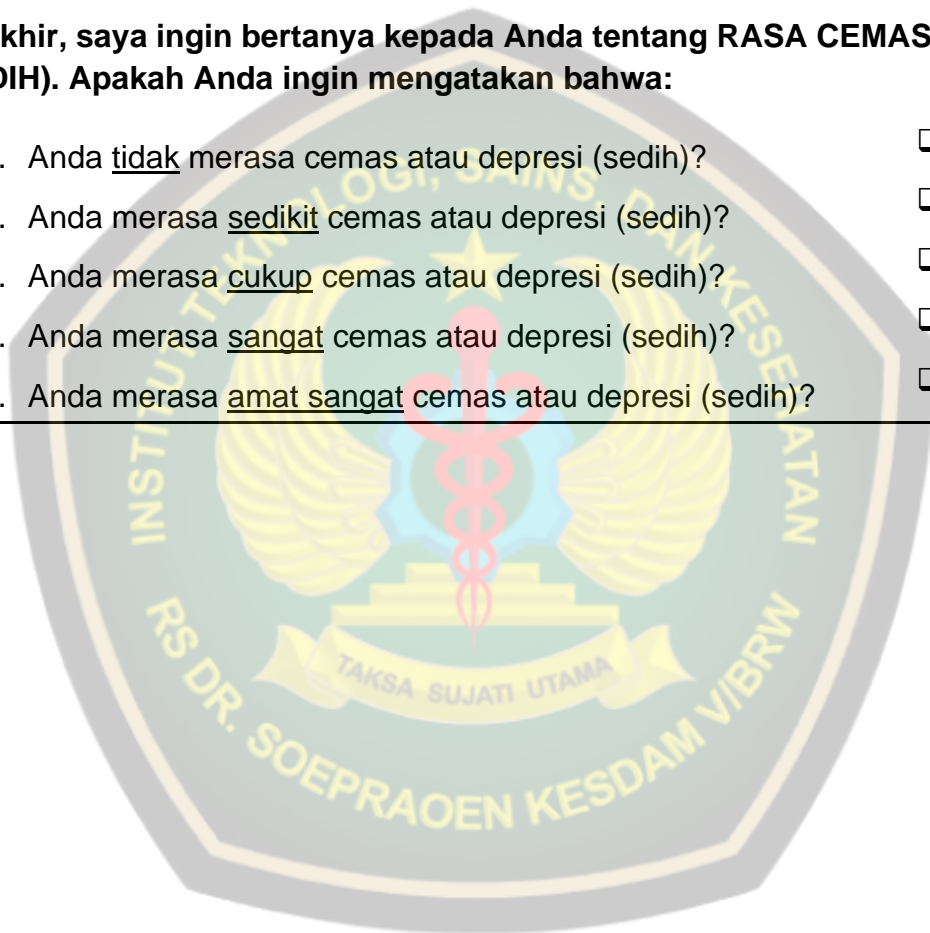 khir, saya ingin bertanya kepada Anda tentang RASA CEMAS
DIH). Apakah Anda ingin mengatakan bahwa:
. Anda tidak merasa cemas atau depresi (sedih)?
. Anda merasa sedikit cemas atau depresi (sedih)?
. Anda merasa cukup cemas atau depresi (sedih)?
. Anda merasa sangat cemas atau depresi (sedih)?
. Anda merasa amat sangat cemas atau depresi (sedih)?
INSTITUT TEKNOLOGI, SAINS, DAN KESEHATAN
TAKSA SUJATI UTAMA
RS DR. SOEPRAOEN KESDAM V/BRW